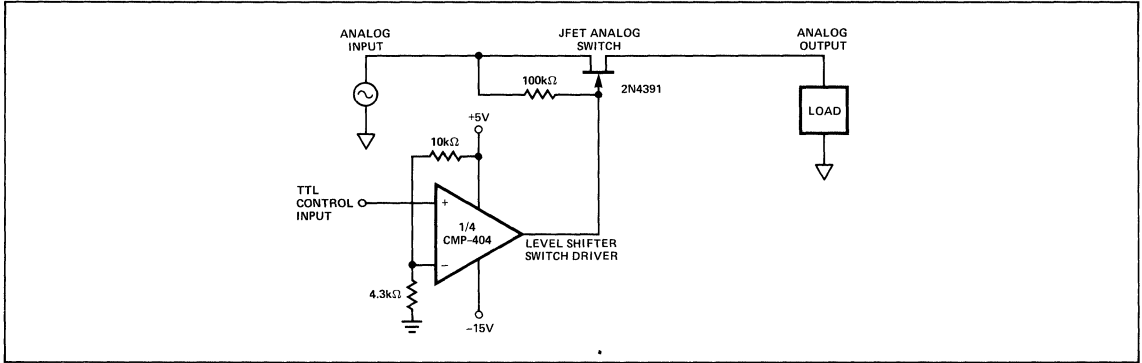 ANALOG
INPUT
JFET ANALOG
SWITCH
ANALOG
OUTPUT
100kΩ
2N4391
LOAD
+5V
10kΩ
TTL
CONTROL
INPUT
+
1/4
CMP-404
–
LEVEL SHIFTER
SWITCH DRIVER
4.3kΩ
–15V